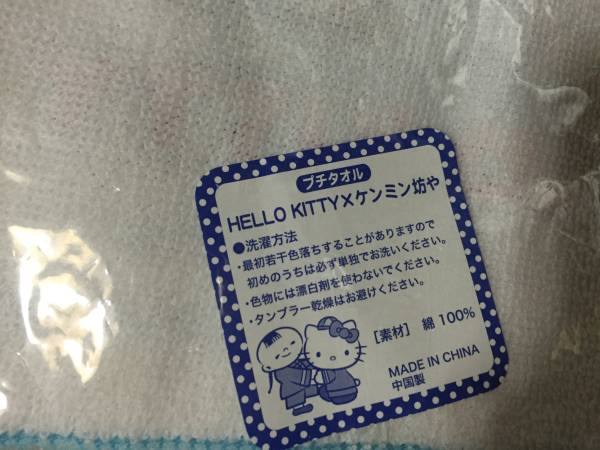 プチタオル
HELLO KITTY×ケンミン坊や
●洗濯方法
・最初若干色落ちすることがありますので
初めのうちは必ず単独でお洗いください。
・色物には漂白剤を使わないでください。
・タンブラー乾燥はお避けください。
［素材］ 綿 100%
MADE IN CHINA
中国製